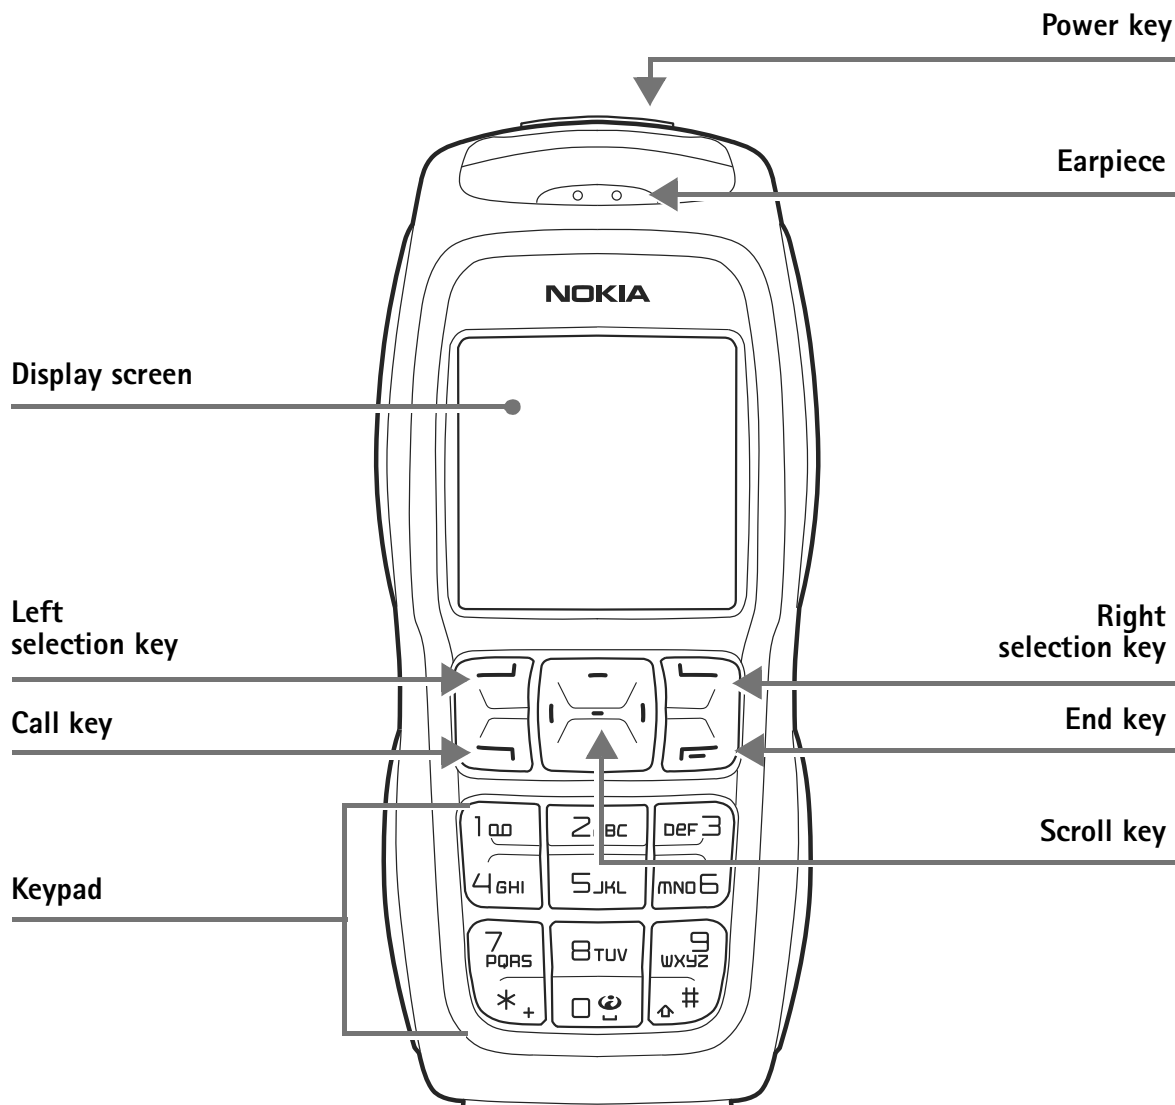 Power key
Earpiece
NOKIA
Display screen
Left
selection key
Right
selection key
Call key
End key
Scroll key
Keypad
1
2 ABC
DEF 3
4 GHI
5 JKL
MNO 6
7
PQRS
8 TUV
9
WXYZ
* +
0
#